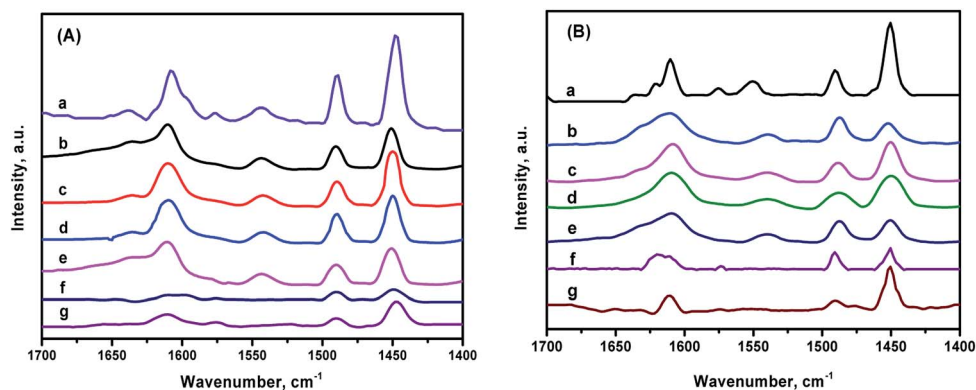 (A)
a
b
c
d
e
f
g
Intensity, a.u.
1700 1650 1600 1550 1500 1450 1400
Wavenumber, cm⁻¹
(B)
a
b
c
d
e
f
g
Intensity, a.u.
1700 1650 1600 1550 1500 1450 1400
Wavenumber, cm⁻¹